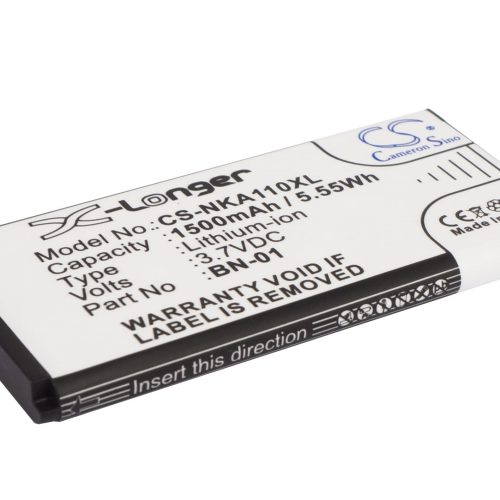 X-Longer
CS
Cameron Sino
Model No: CS-NKA110XL
Capacity 1500mAh / 5.55Wh
Type Lithium-ion
Volts 3.7VDC
Part No BN-01
WARRANTY VOID IF
LABEL IS REMOVED
CE
Insert this direction